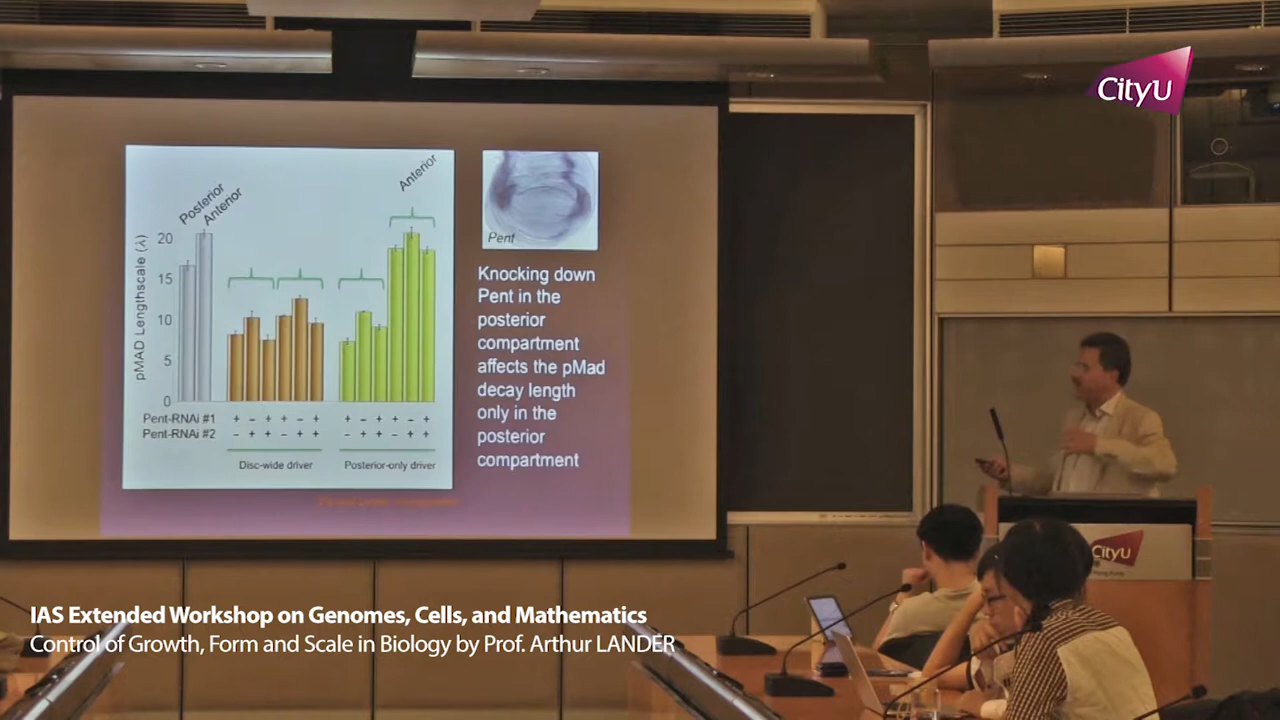 CityU
Posterior
Anterior
Anterior
pMAD Lengthscale (λ)
20
15
10
5
0
Pent-RNAi #1 + – + + – + + – + + – +
Pent-RNAi #2 – + + – + + – + + – + +
Disc-wide driver
Posterior-only driver
Pent
Knocking down
Pent in the
posterior
compartment
affects the pMad
decay length
only in the
posterior
compartment
CityU
IAS Extended Workshop on Genomes, Cells, and Mathematics
Control of Growth, Form and Scale in Biology by Prof. Arthur LANDER